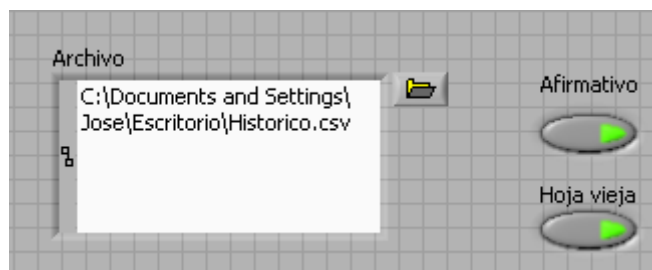 Archivo
C:\Documents and Settings\
Jose\Escritorio\Historico.csv
Afirmativo
Hoja vieja